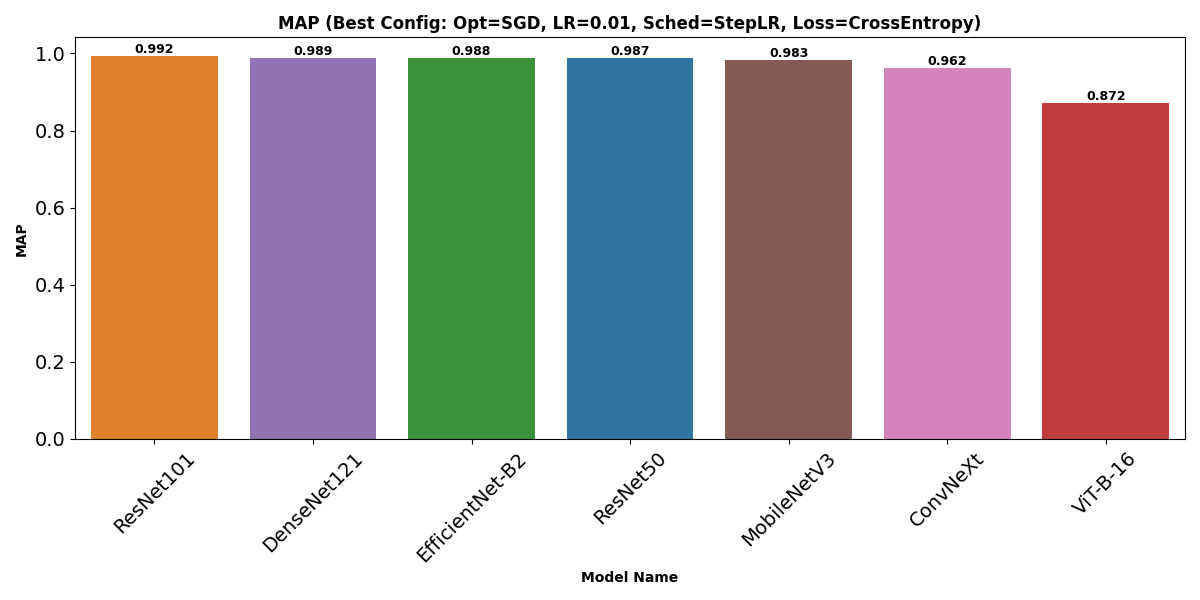 MAP (Best Config: Opt=SGD, LR=0.01, Sched=StepLR, Loss=CrossEntropy)
MAP
1.0
0.8
0.6
0.4
0.2
0.0
0.992
0.989
0.988
0.987
0.983
0.962
0.872
ResNet101
DenseNet121
EfficientNet-B2
ResNet50
MobileNetV3
ConvNeXt
ViT-B-16
Model Name